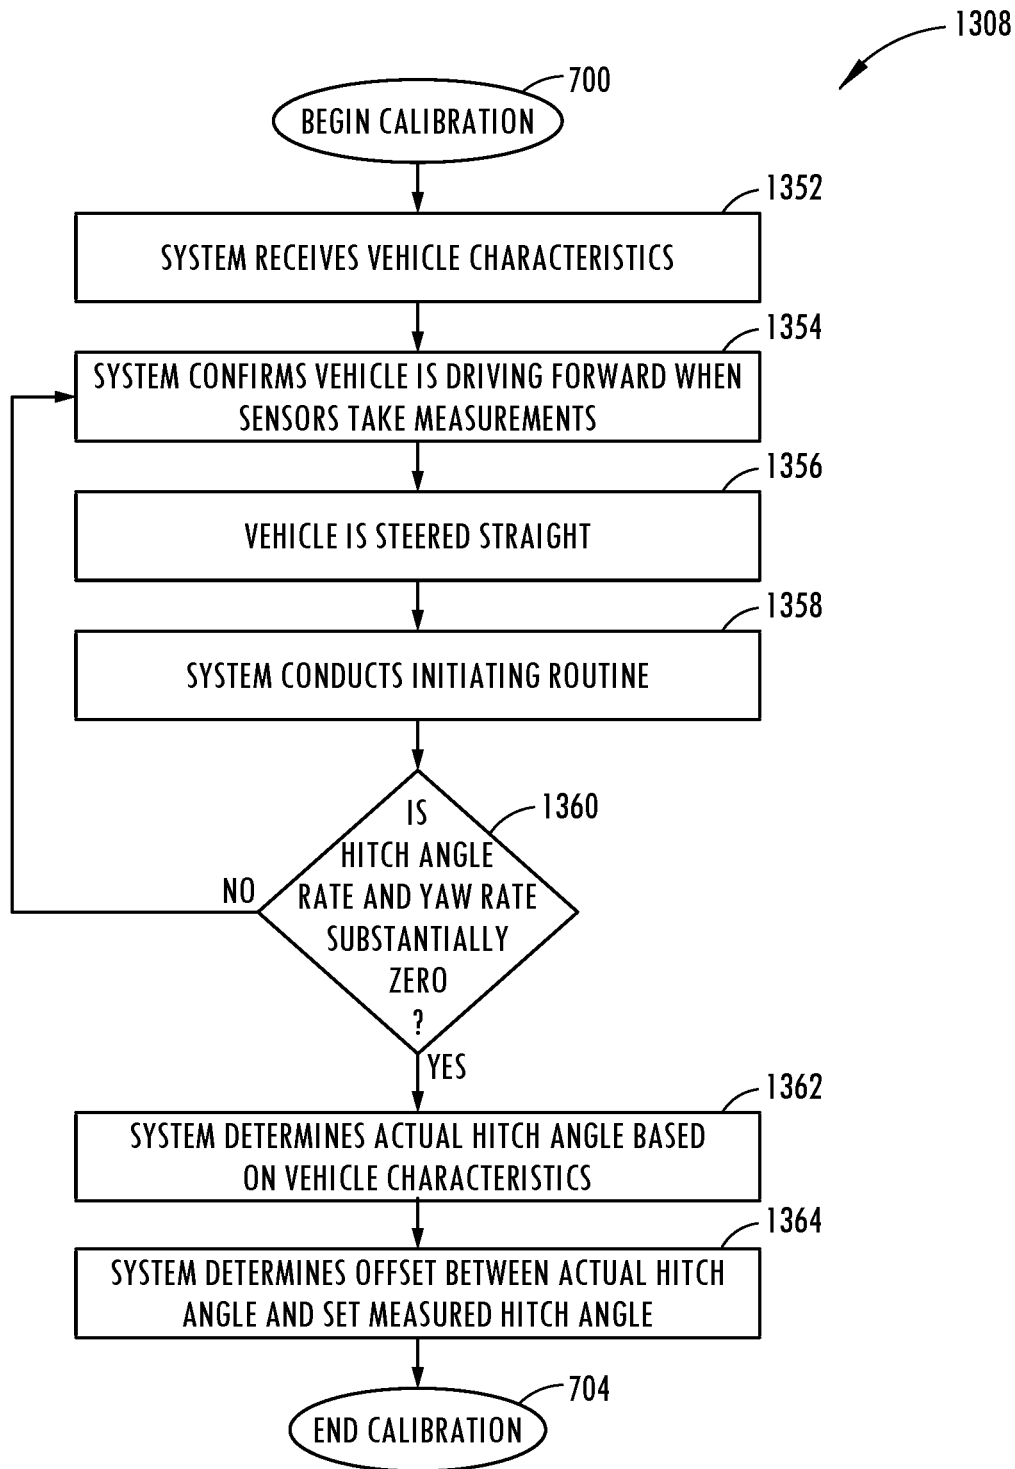 1308
700
BEGIN CALIBRATION
1352
SYSTEM RECEIVES VEHICLE CHARACTERISTICS
1354
SYSTEM CONFIRMS VEHICLE IS DRIVING FORWARD WHEN
SENSORS TAKE MEASUREMENTS
1356
VEHICLE IS STEERED STRAIGHT
1358
SYSTEM CONDUCTS INITIATING ROUTINE
1360
IS
HITCH ANGLE
RATE AND YAW RATE
SUBSTANTIALLY
ZERO
?
NO
YES
1362
SYSTEM DETERMINES ACTUAL HITCH ANGLE BASED
ON VEHICLE CHARACTERISTICS
1364
SYSTEM DETERMINES OFFSET BETWEEN ACTUAL HITCH
ANGLE AND SET MEASURED HITCH ANGLE
704
END CALIBRATION